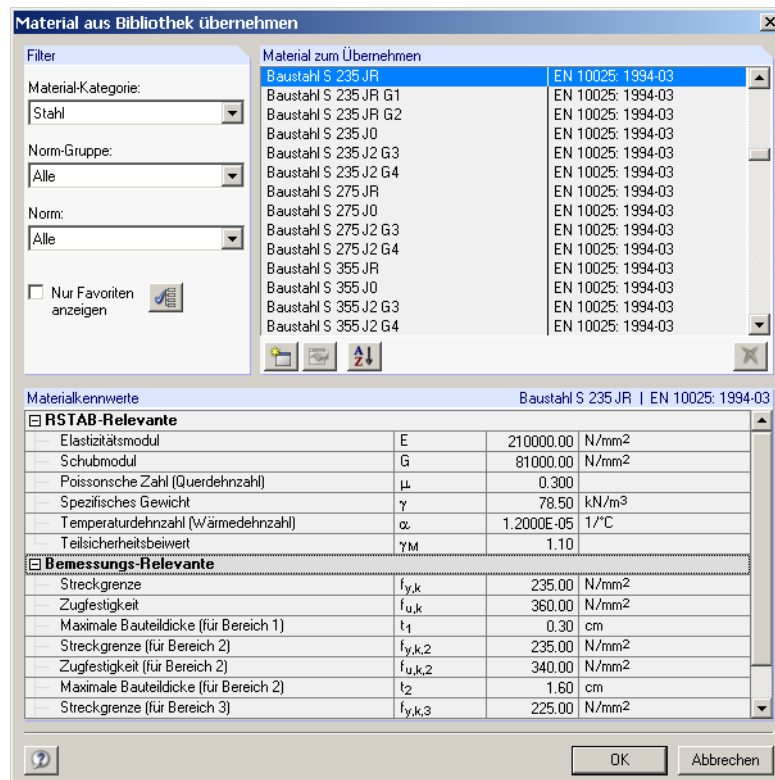 Material aus Bibliothek übernehmen
Filter
Material-Kategorie:
Stahl
Norm-Gruppe:
Alle
Norm:
Alle
Nur Favoriten
anzeigen
Material zum Übernehmen
Baustahl S 235 JR EN 10025: 1994-03
Baustahl S 235 JR G1 EN 10025: 1994-03
Baustahl S 235 JR G2 EN 10025: 1994-03
Baustahl S 235 J0 EN 10025: 1994-03
Baustahl S 235 J2 G3 EN 10025: 1994-03
Baustahl S 235 J2 G4 EN 10025: 1994-03
Baustahl S 275 JR EN 10025: 1994-03
Baustahl S 275 J0 EN 10025: 1994-03
Baustahl S 275 J2 G3 EN 10025: 1994-03
Baustahl S 275 J2 G4 EN 10025: 1994-03
Baustahl S 355 JR EN 10025: 1994-03
Baustahl S 355 J0 EN 10025: 1994-03
Baustahl S 355 J2 G3 EN 10025: 1994-03
Baustahl S 355 J2 G4 EN 10025: 1994-03
Materialkennwerte Baustahl S 235 JR | EN 10025: 1994-03
RSTAB-Relevante
Elastizitätsmodul E 210000.00 N/mm2
Schubmodul G 81000.00 N/mm2
Poissonsche Zahl (Querdehnzahl) µ 0.300
Spezifisches Gewicht γ 78.50 kN/m3
Temperaturdehnzahl (Wärmedehnzahl) α 1.2000E-05 1/°C
Teilsicherheitsbeiwert γM 1.10
Bemessungs-Relevante
Streckgrenze fy,k 235.00 N/mm2
Zugfestigkeit fu,k 360.00 N/mm2
Maximale Bauteildicke (für Bereich 1) t1 0.30 cm
Streckgrenze (für Bereich 2) fy,k,2 235.00 N/mm2
Zugfestigkeit (für Bereich 2) fu,k,2 340.00 N/mm2
Maximale Bauteildicke (für Bereich 2) t2 1.60 cm
Streckgrenze (für Bereich 3) fy,k,3 225.00 N/mm2
OK Abbrechen